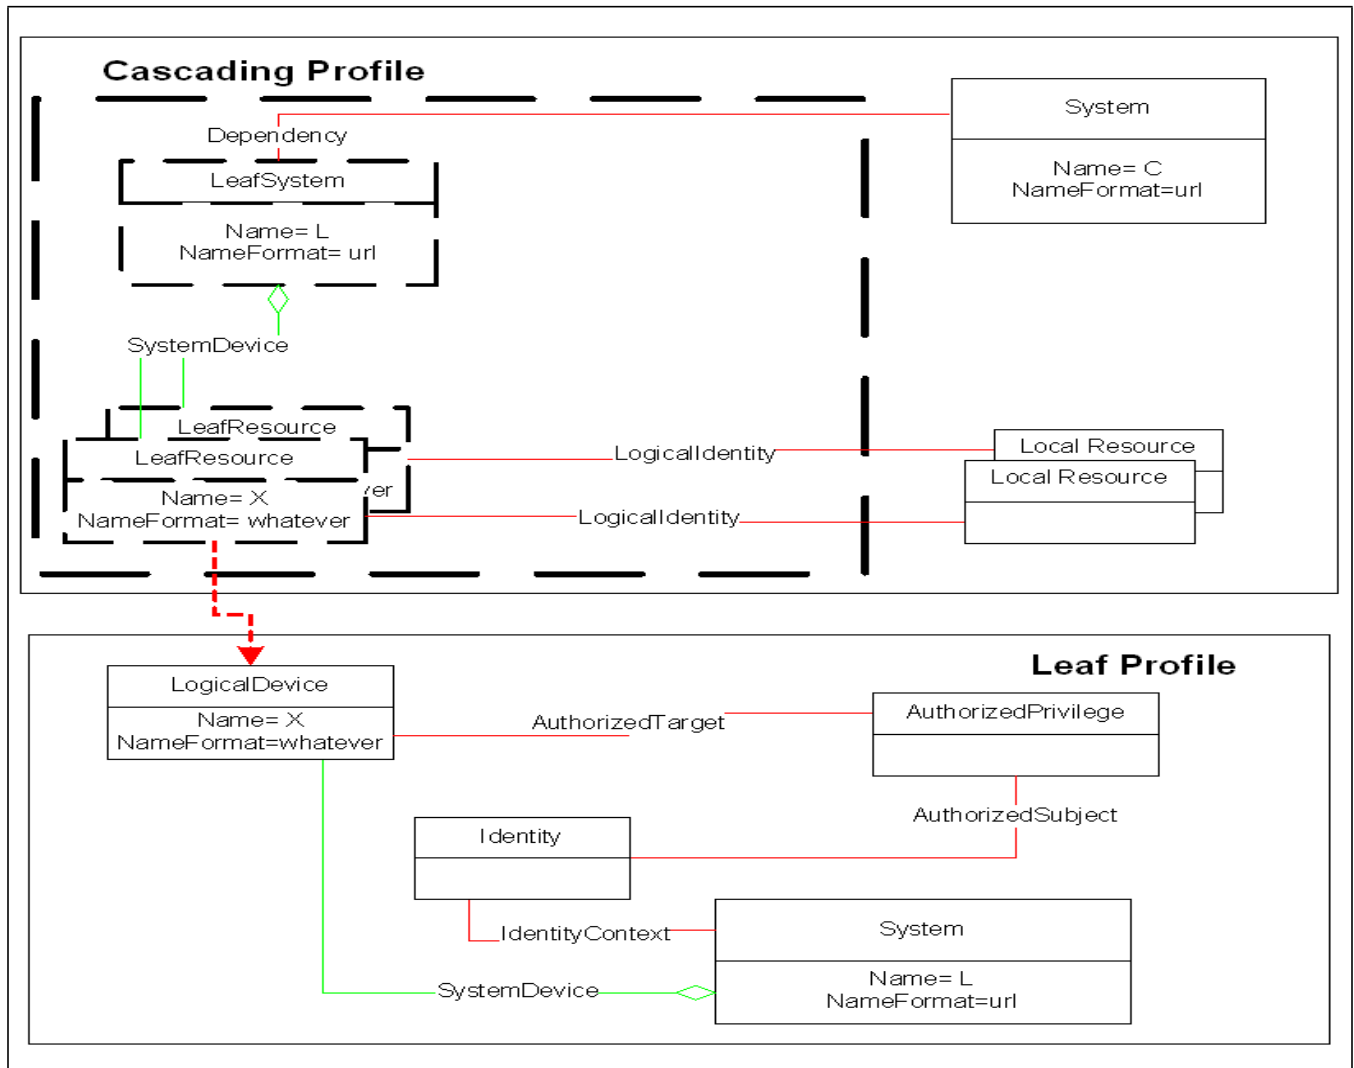 Cascading Profile
Dependency
System
Name= C
NameFormat=url
LeafSystem
Name= L
NameFormat= url
SystemDevice
LeafResource
LeafResource
Name= X
NameFormat= whatever
LogicalIdentity
LogicalIdentity
Local Resource
Local Resource
Leaf Profile
LogicalDevice
Name= X
NameFormat=whatever
AuthorizedTarget
AuthorizedPrivilege
AuthorizedSubject
Identity
IdentityContext
System
Name= L
NameFormat=url
SystemDevice